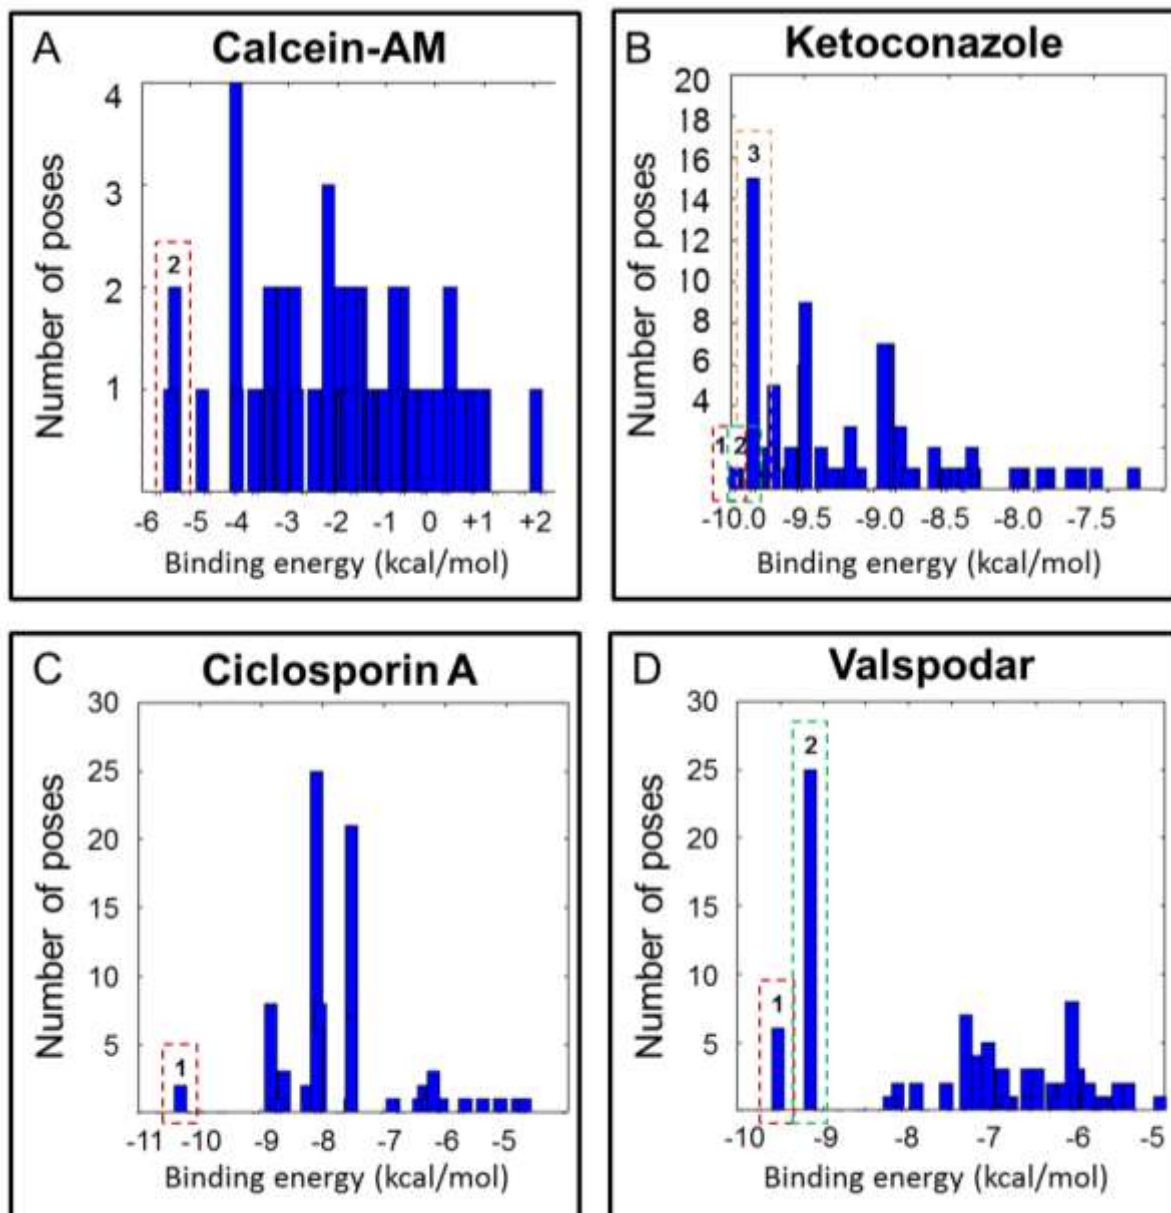 A
Calcein-AM
Number of poses
4
3
2
1
2
-6 -5 -4 -3 -2 -1 0 +1 +2
Binding energy (kcal/mol)
B
Ketoconazole
Number of poses
20
18
16
14
12
10
8
6
4
3
1 2
-10.0 -9.5 -9.0 -8.5 -8.0 -7.5
Binding energy (kcal/mol)
C
Ciclosporin A
Number of poses
30
25
20
15
10
5
1
-11 -10 -9 -8 -7 -6 -5
Binding energy (kcal/mol)
D
Valspodar
Number of poses
30
25
20
15
10
5
1
2
-10 -9 -8 -7 -6 -5
Binding energy (kcal/mol)